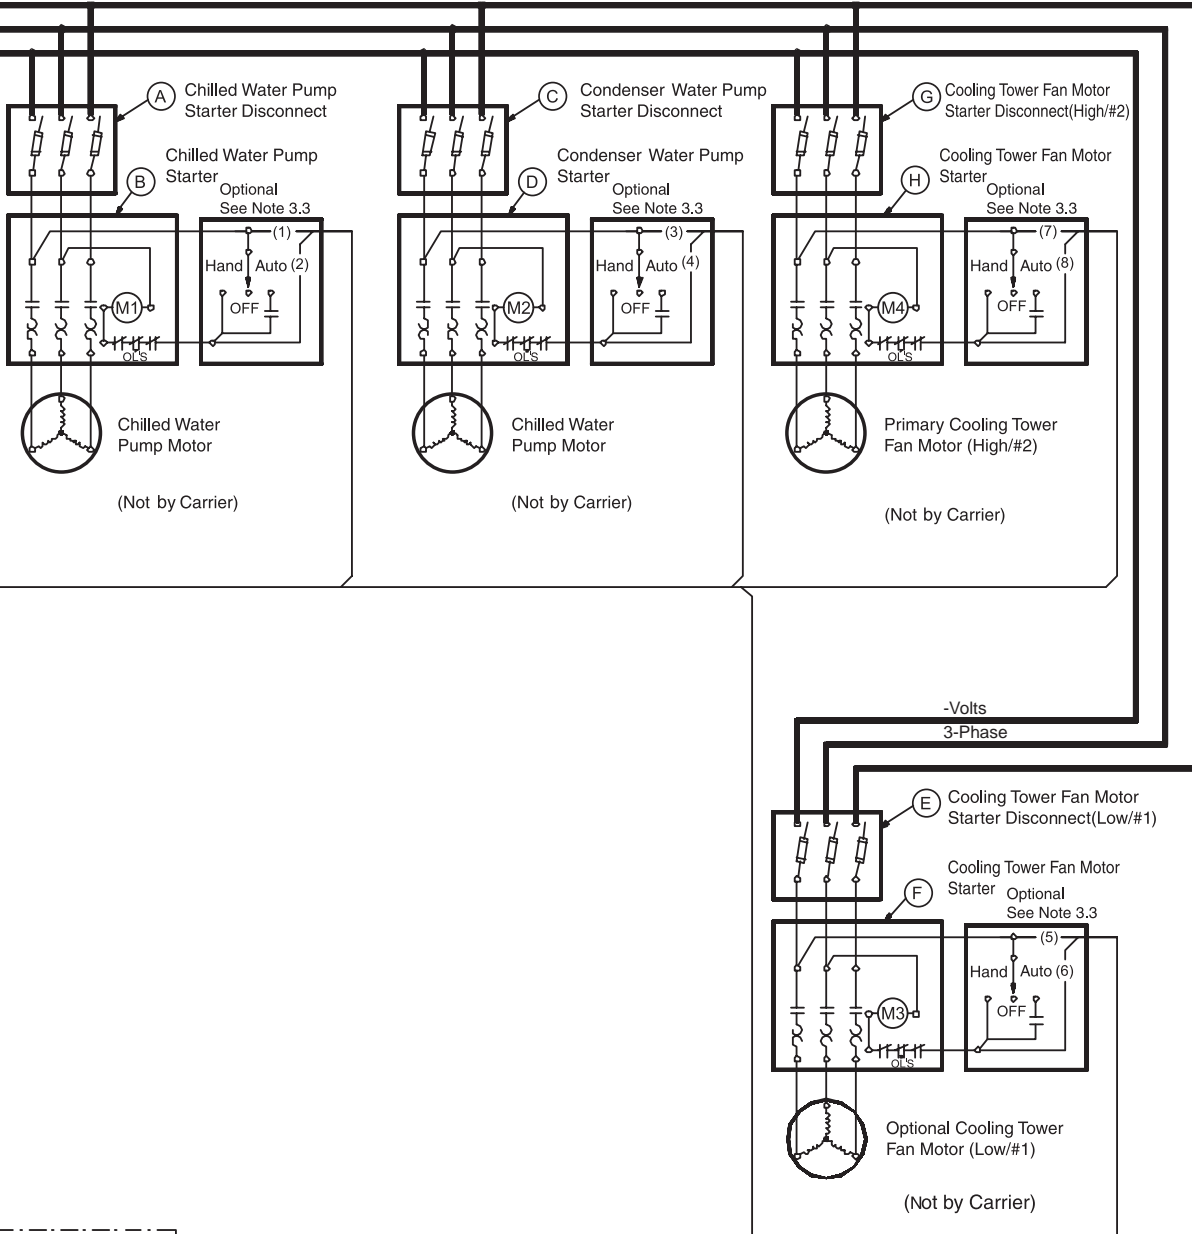 A
Chilled Water Pump
Starter Disconnect
Chilled Water Pump
Starter
B
Optional
See Note 3.3
(1)
Hand
Auto (2)
OFF
M1
OL'S
Chilled Water
Pump Motor
(Not by Carrier)
C
Condenser Water Pump
Starter Disconnect
Condenser Water Pump
Starter
D
Optional
See Note 3.3
(3)
Hand
Auto (4)
OFF
M2
OL'S
Chilled Water
Pump Motor
(Not by Carrier)
G
Cooling Tower Fan Motor
Starter Disconnect(High/#2)
Cooling Tower Fan Motor
Starter
H
Optional
See Note 3.3
(7)
Hand
Auto (8)
OFF
M4
OL'S
Primary Cooling Tower
Fan Motor (High/#2)
(Not by Carrier)
-Volts
3-Phase
E
Cooling Tower Fan Motor
Starter Disconnect(Low/#1)
Cooling Tower Fan Motor
Starter
F
Optional
See Note 3.3
(5)
Hand
Auto (6)
OFF
M3
OL'S
Optional Cooling Tower
Fan Motor (Low/#1)
(Not by Carrier)